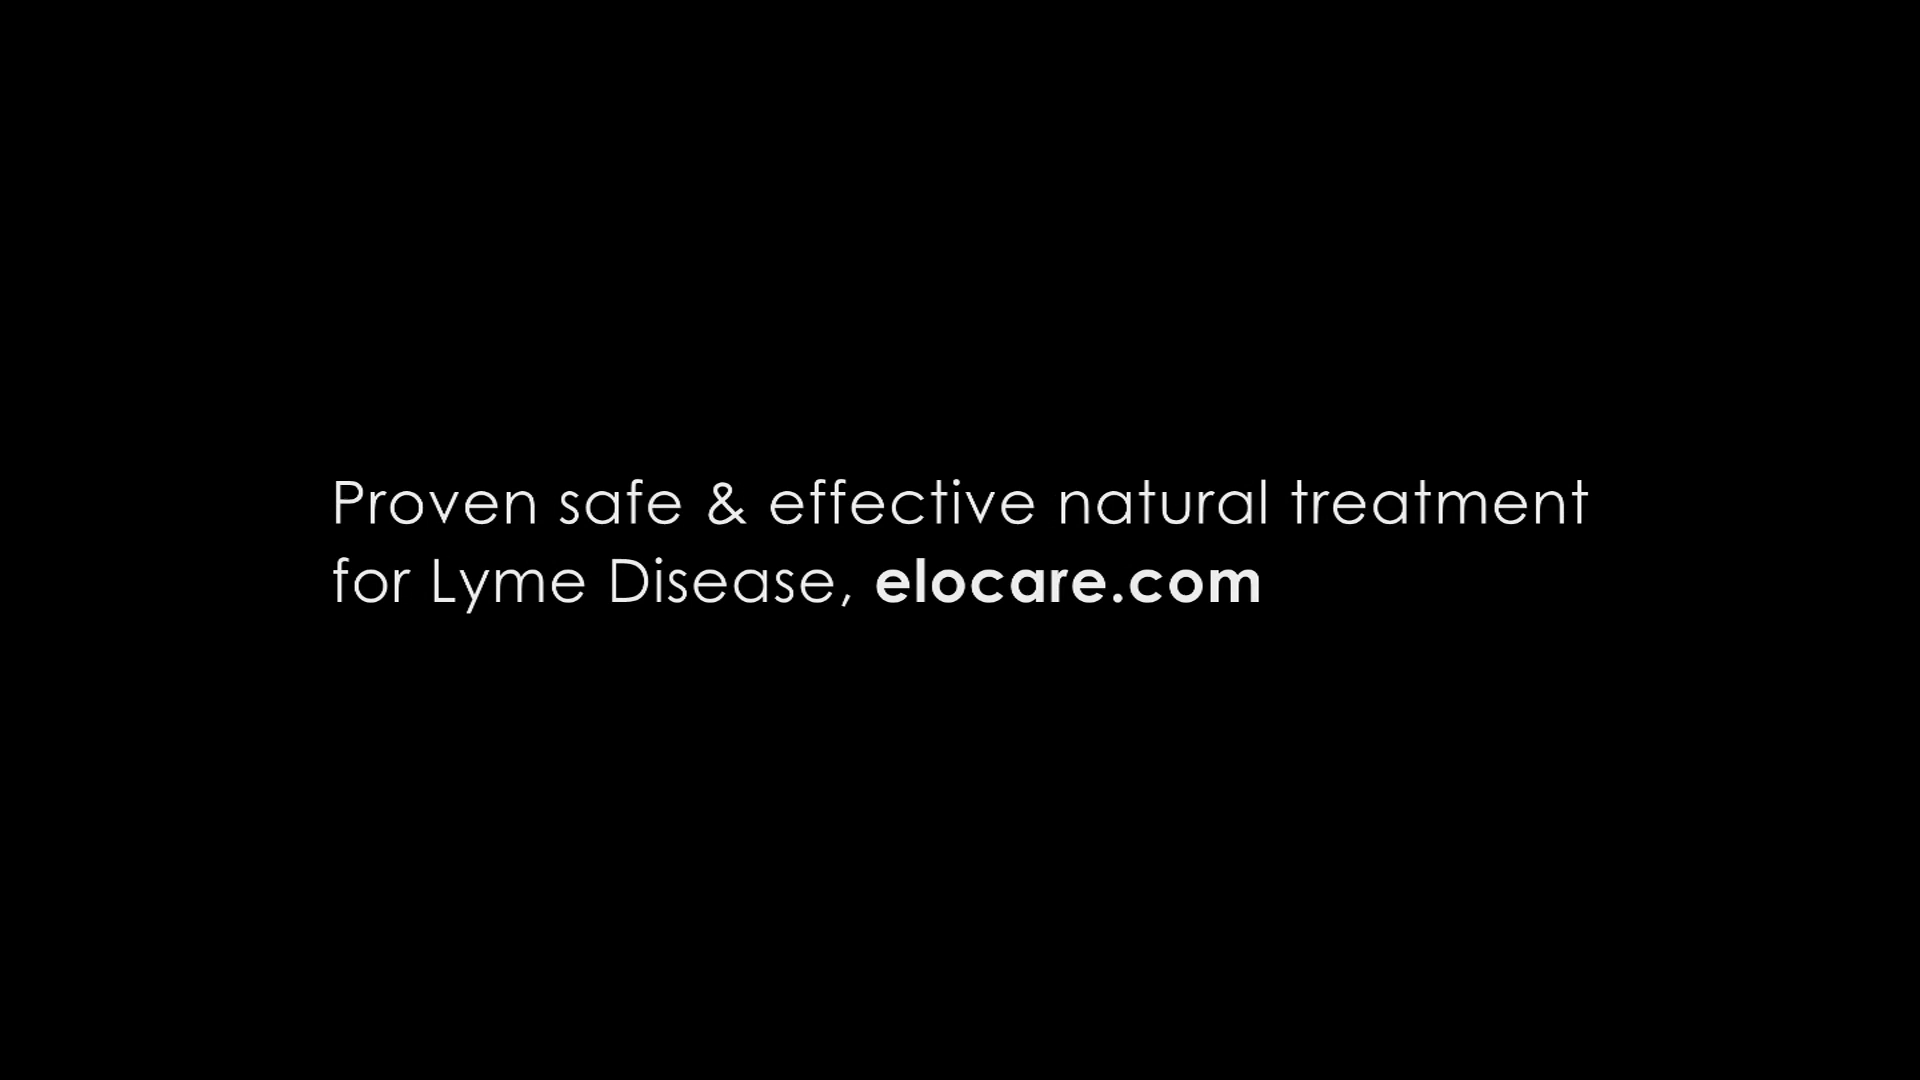 Proven safe & effective natural treatment
for Lyme Disease, elocare.com